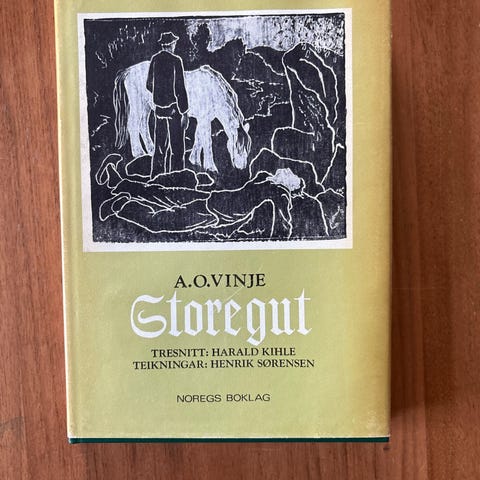 A.O.VINJE
Storegut
TRESNITT: HARALD KIHLE
TEIKNINGAR: HENRIK SØRENSEN
NOREGS BOKLAG